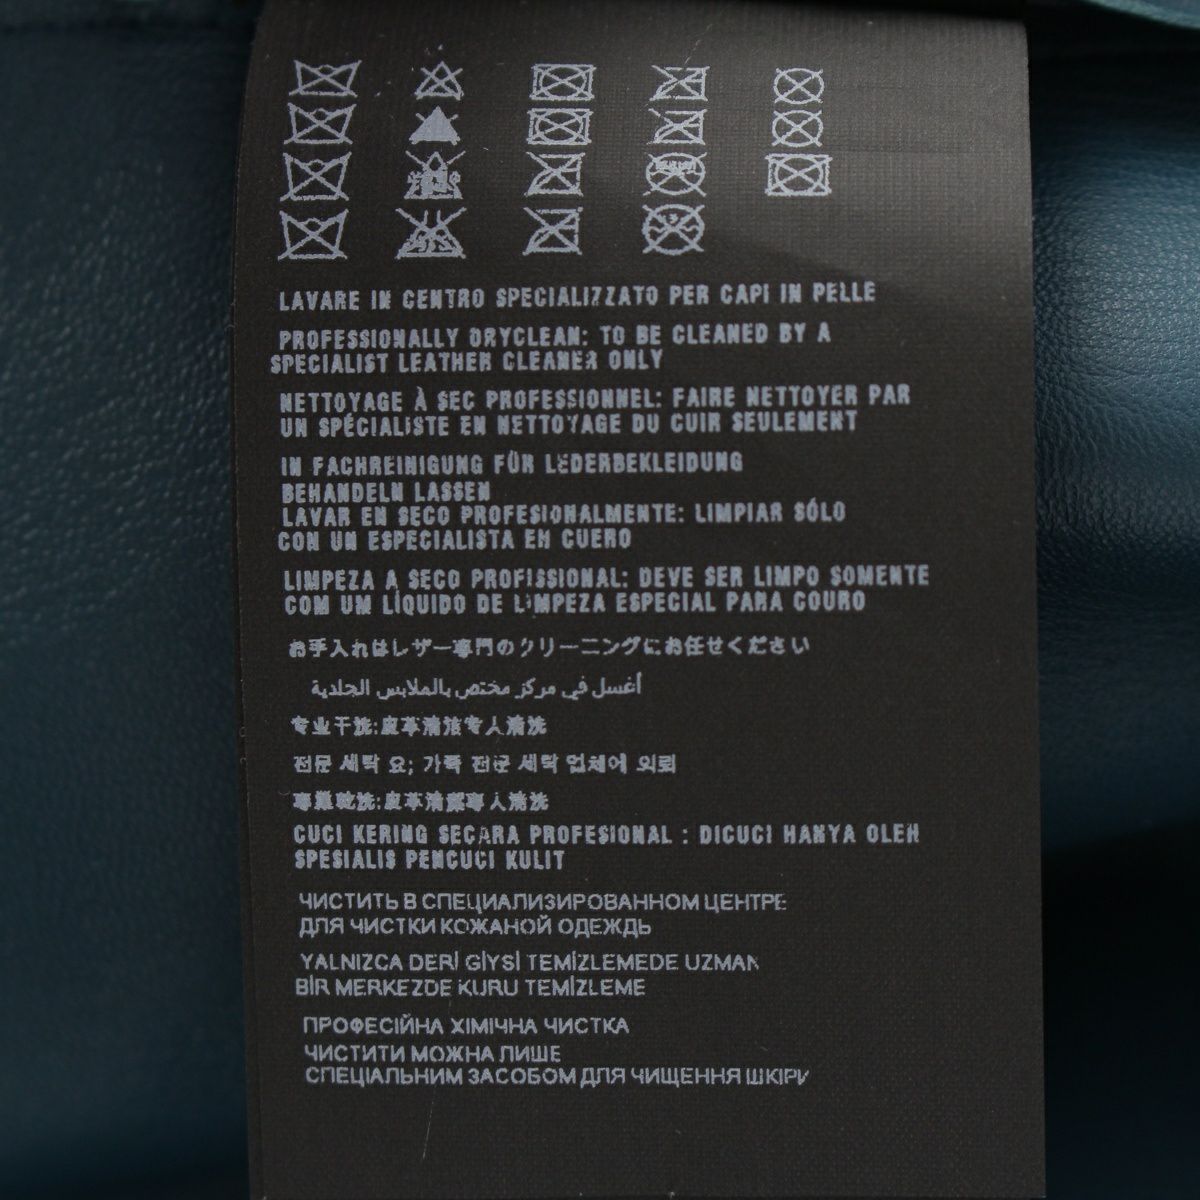 LAVARE IN CENTRO SPECIALIZZATO PER CAPI IN PELLE
PROFESSIONALLY DRYCLEAN: TO BE CLEANED BY A
SPECIALIST LEATHER CLEANER ONLY
NETTOYAGE À SEC PROFESSIONNEL: FAIRE NETTOYER PAR
UN SPÉCIALISTE EN NETTOYAGE DU CUIR SEULEMENT
IN FACHREINIGUNG FÜR LEDERBEKLEIDUNG
BEHANDELN LASSEN
LAVAR EN SECO PROFESIONALMENTE: LIMPIAR SÓLO
CON UN ESPECIALISTA EN CUERO
LIMPEZA A SECO PROFISSIONAL: DEVE SER LIMPO SOMENTE
COM UM LÍQUIDO DE LIMPEZA ESPECIAL PARA COURO
お手入れはレザー専門のクリーニングにお任せください
أغسل في مركز مختص بالملابس الجلدية
专业干洗:皮革清洁专人清洗
전문 세탁 요; 가죽 전문 세탁 업체에 의뢰
專業乾洗:皮革清潔專人清洗
CUCI KERING SECARA PROFESIONAL : DICUCI HANYA OLEH
SPESIALIS PENCUCI KULIT
ЧИСТИТЬ В СПЕЦИАЛИЗИРОВАННОМ ЦЕНТРЕ
ДЛЯ ЧИСТКИ КОЖАНОЙ ОДЕЖДЬ
YALNIZCA DERİ GİYSİ TEMİZLEMEDE UZMAN
BİR MERKEZDE KURU TEMİZLEME
ПРОФЕСІЙНА ХІМІЧНА ЧИСТКА
ЧИСТИТИ МОЖНА ЛИШЕ
СПЕЦІАЛЬНИМ ЗАСОБОМ ДЛЯ ЧИЩЕННЯ ШКІРИ